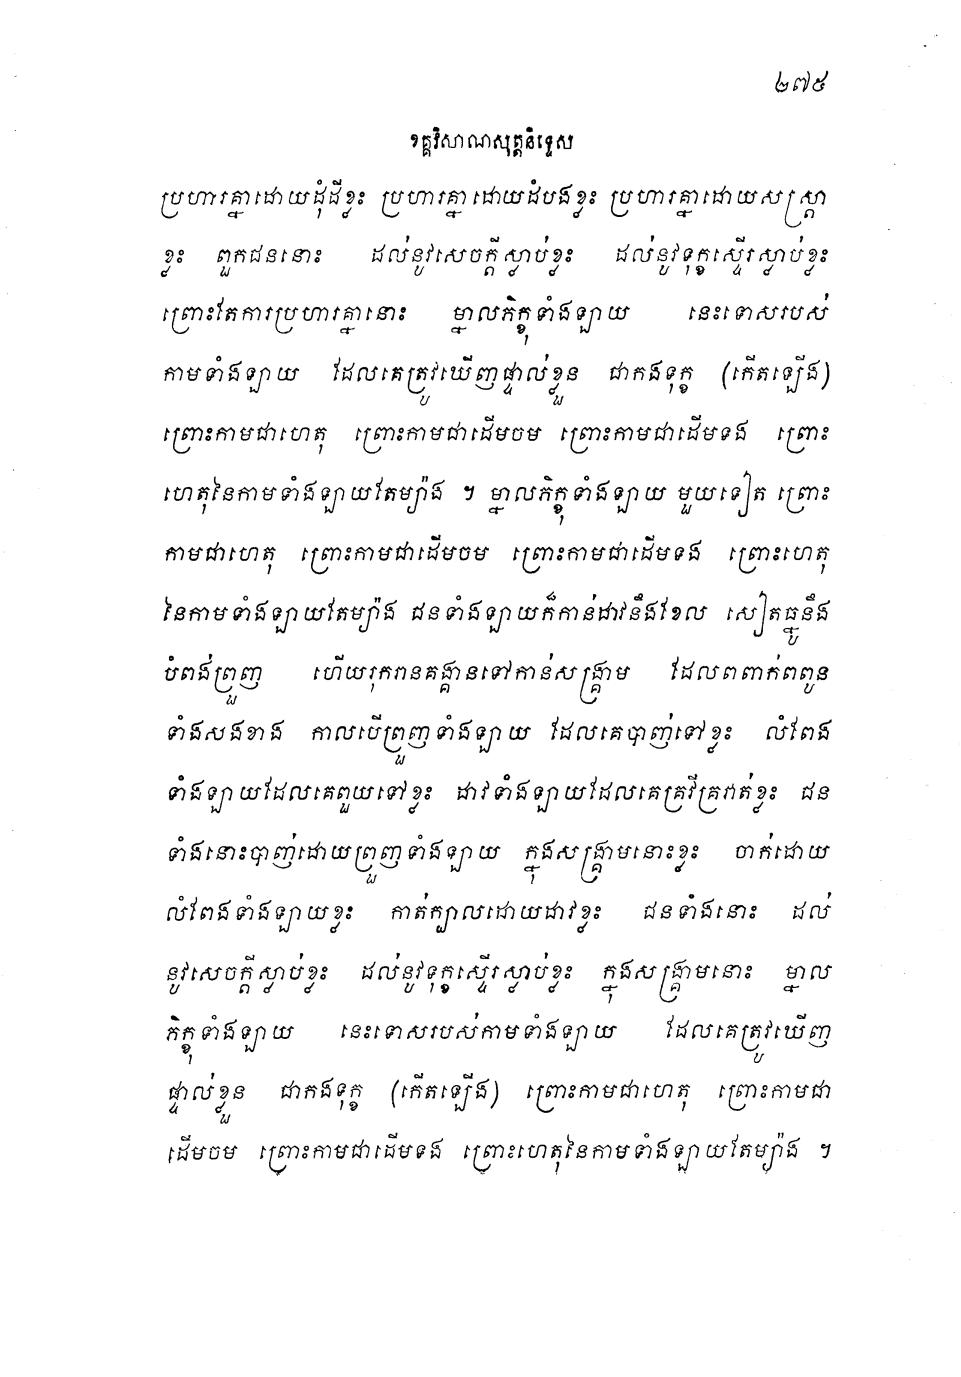 ២៧៥
ខគ្គវិសាណសុត្តនិទ្ទេស
ប្រហារគ្នាដោយដុំដីខ្លះ ប្រហារគ្នាដោយដំបងខ្លះ ប្រហារគ្នាដោយសស្ត្រា
ខ្លះ ពួកជននោះ ដល់នូវសេចក្តីស្លាប់ខ្លះ ដល់នូវទុក្ខស្ទើរស្លាប់ខ្លះ
ព្រោះតែការប្រហារគ្នានោះ ម្នាលភិក្ខុទាំងឡាយ នេះទោសរបស់
កាមទាំងឡាយ ដែលគេត្រូវឃើញផ្ទាល់ខ្លួន ជាកងទុក្ខ (កើតឡើង)
ព្រោះកាមជាហេតុ ព្រោះកាមជាដើមចម ព្រោះកាមជាដើមទង ព្រោះ
ហេតុនៃកាមទាំងឡាយតែម្យ៉ាង ។ ម្នាលភិក្ខុទាំងឡាយ មួយទៀត ព្រោះ
កាមជាហេតុ ព្រោះកាមជាដើមចម ព្រោះកាមជាដើមទង ព្រោះហេតុ
នៃកាមទាំងឡាយតែម្យ៉ាង ជនទាំងឡាយក៏កាន់ដាវនឹងខែល សៀតធ្នូនឹង
បំពង់ព្រួញ ហើយរុករានគគ្គានទៅកាន់សង្គ្រាម ដែលពពាក់ពពូន
ទាំងសងខាង កាលបើព្រួញទាំងឡាយ ដែលគេបាញ់ទៅខ្លះ លំពែង
ទាំងឡាយដែលគេពួយទៅខ្លះ ដាវទាំងឡាយដែលគេគ្រវីគ្រវាត់ខ្លះ ជន
ទាំងនោះបាញ់ដោយព្រួញទាំងឡាយ ក្នុងសង្គ្រាមនោះខ្លះ ចាក់ដោយ
លំពែងទាំងឡាយខ្លះ កាត់ក្បាលដោយដាវខ្លះ ជនទាំងនោះ ដល់
នូវសេចក្តីស្លាប់ខ្លះ ដល់នូវទុក្ខស្ទើរស្លាប់ខ្លះ ក្នុងសង្គ្រាមនោះ ម្នាល
ភិក្ខុទាំងឡាយ នេះទោសរបស់កាមទាំងឡាយ ដែលគេត្រូវឃើញ
ផ្ទាល់ខ្លួន ជាកងទុក្ខ (កើតឡើង) ព្រោះកាមជាហេតុ ព្រោះកាមជា
ដើមចម ព្រោះកាមជាដើមទង ព្រោះហេតុនៃកាមទាំងឡាយតែម្យ៉ាង ។